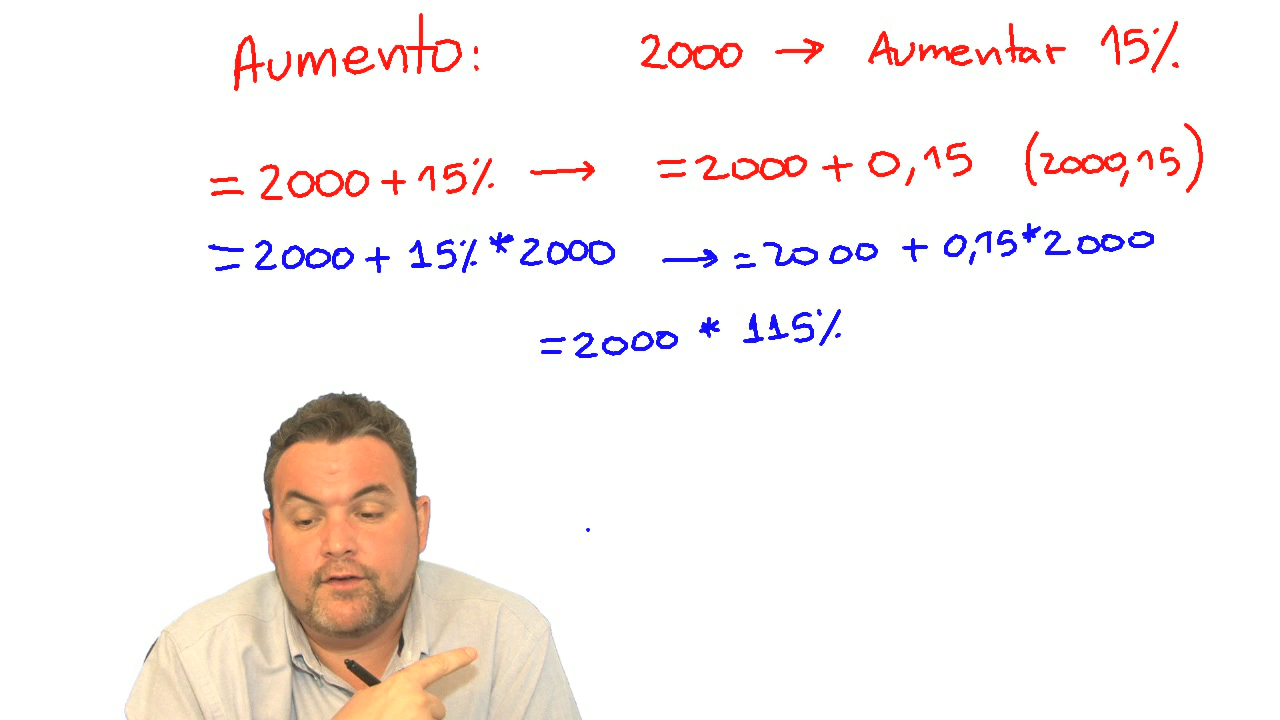 Aumento: 2000 → Aumentar 15%
=2000+15% → =2000+0,15 (2000,15)
=2000+15%*2000 → =2000+0,15*2000
=2000*115%